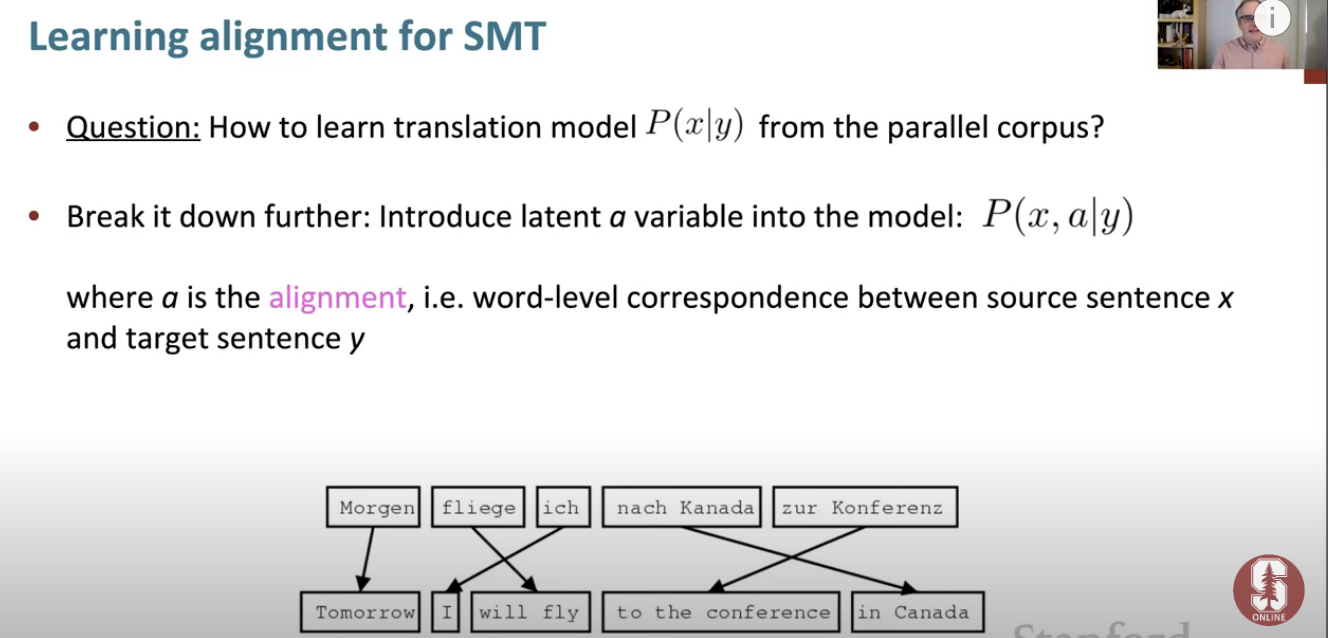 Learning alignment for SMT
• Question: How to learn translation model P(x|y) from the parallel corpus?
• Break it down further: Introduce latent a variable into the model: P(x, a|y)
where a is the alignment, i.e. word-level correspondence between source sentence x
and target sentence y
Morgen fliege ich nach Kanada zur Konferenz
Tomorrow I will fly to the conference in Canada
S
ONLINE
Stanford
i